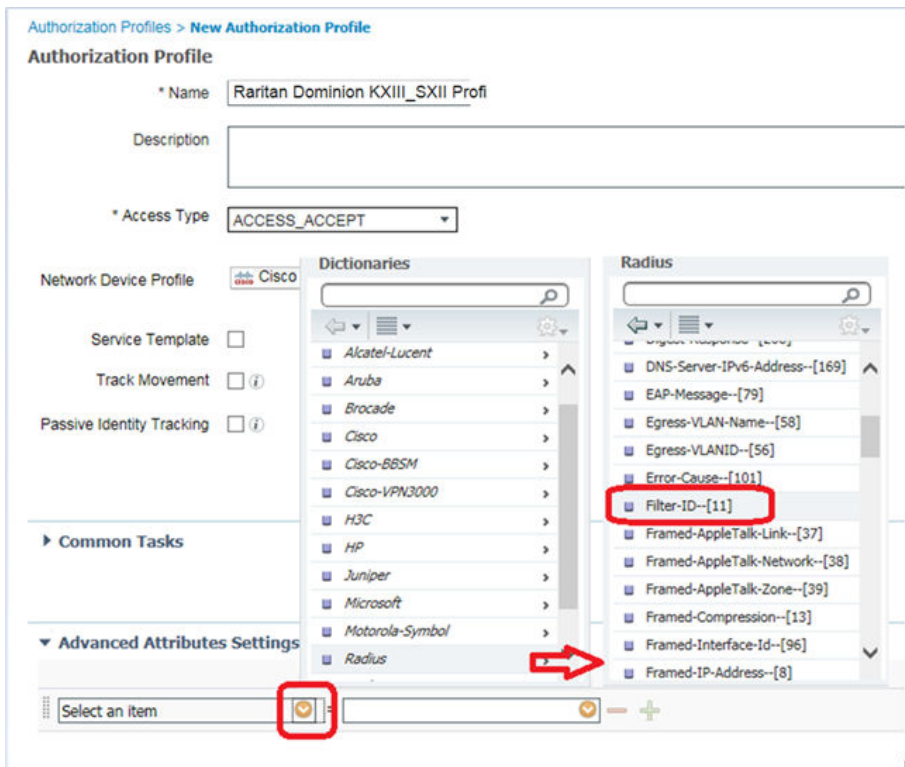 Authorization Profiles > New Authorization Profile
Authorization Profile
* Name
Raritan Dominion KXIII_SXII Profi
Description
* Access Type
ACCESS_ACCEPT
Network Device Profile
Cisco
Service Template
Track Movement
Passive Identity Tracking
Dictionaries
Alcatel-Lucent
Aruba
Brocade
Cisco
Cisco-BBSM
Cisco-VPN3000
H3C
HP
Juniper
Microsoft
Motorola-Symbol
Radius
Radius
DNS-Server-IPv6-Address--[169]
EAP-Message--[79]
Egress-VLAN-Name--[58]
Egress-VLANID--[56]
Error-Cause--[101]
Filter-ID--[11]
Framed-AppleTalk-Link--[37]
Framed-AppleTalk-Network--[38]
Framed-AppleTalk-Zone--[39]
Framed-Compression--[13]
Framed-Interface-Id--[96]
Framed-IP-Address--[8]
Common Tasks
Advanced Attributes Settings
Select an item =